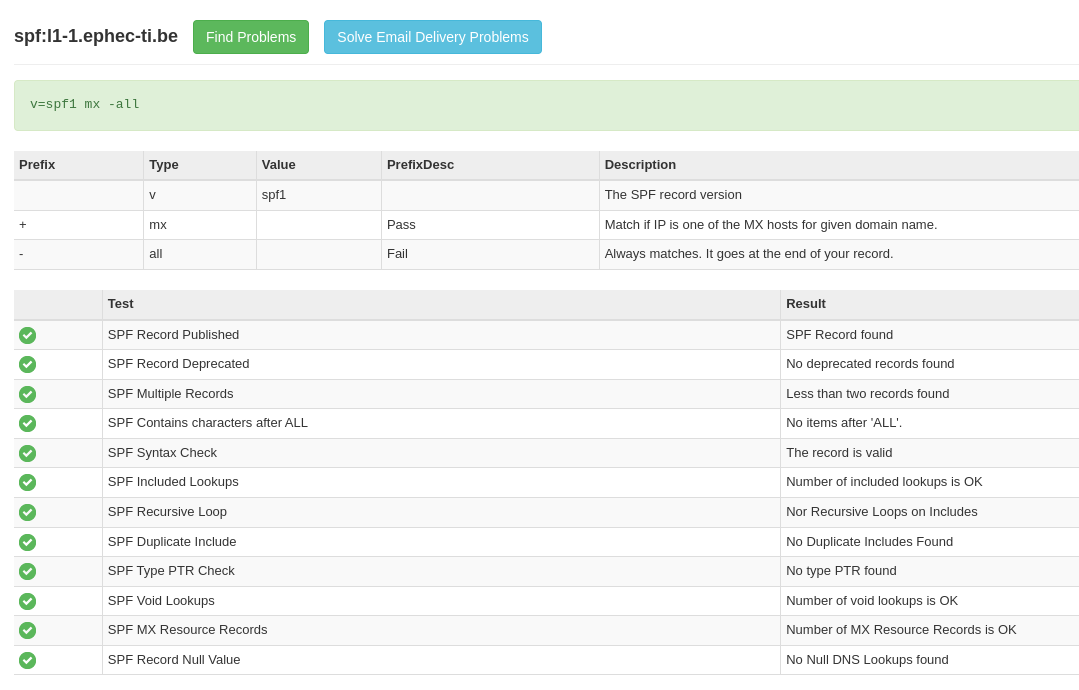 spf:l1-1.ephec-ti.be Find Problems Solve Email Delivery Problems
v=spf1 mx -all
Prefix Type Value PrefixDesc Description
v spf1 The SPF record version
+ mx Pass Match if IP is one of the MX hosts for given domain name.
- all Fail Always matches. It goes at the end of your record.
Test Result
SPF Record Published SPF Record found
SPF Record Deprecated No deprecated records found
SPF Multiple Records Less than two records found
SPF Contains characters after ALL No items after 'ALL'.
SPF Syntax Check The record is valid
SPF Included Lookups Number of included lookups is OK
SPF Recursive Loop Nor Recursive Loops on Includes
SPF Duplicate Include No Duplicate Includes Found
SPF Type PTR Check No type PTR found
SPF Void Lookups Number of void lookups is OK
SPF MX Resource Records Number of MX Resource Records is OK
SPF Record Null Value No Null DNS Lookups found